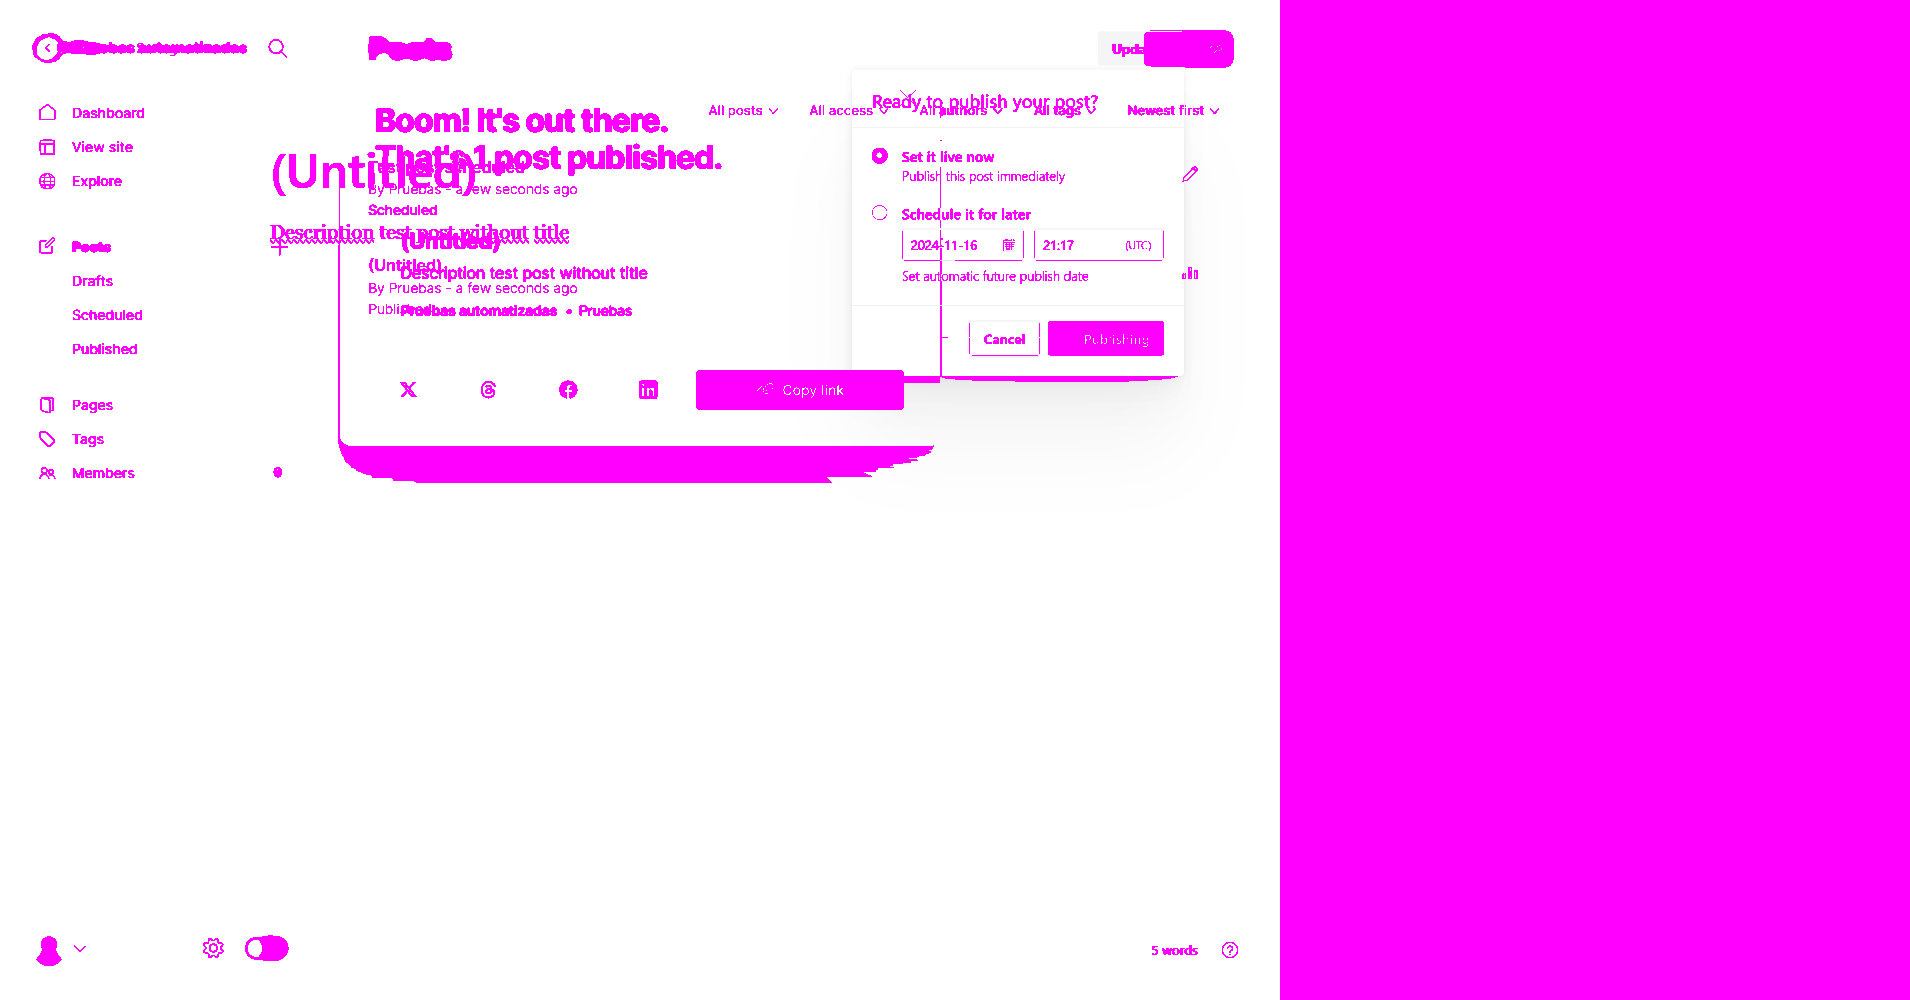 automatizadas
Posts
Upda
Dashboard
View site
Explore
Posts
Drafts
Scheduled
Published
Pages
Tags
Members
All posts
All access
All authors
All tags
Newest first
Boom! It's out there.
That's 1 post published.
(Untitled)
scheduled
By Pruebas - a few seconds ago
Scheduled
Description test post without title
(Untitled)
(Untitled)
Description test post without title
By Pruebas - a few seconds ago
Pruebas automatizadas • Pruebas
Copy link
Ready to publish your post?
Set it live now
Publish this post immediately
Schedule it for later
2024-11-16
21:17
(UTC)
Set automatic future publish date
Cancel
Publishing
5 words